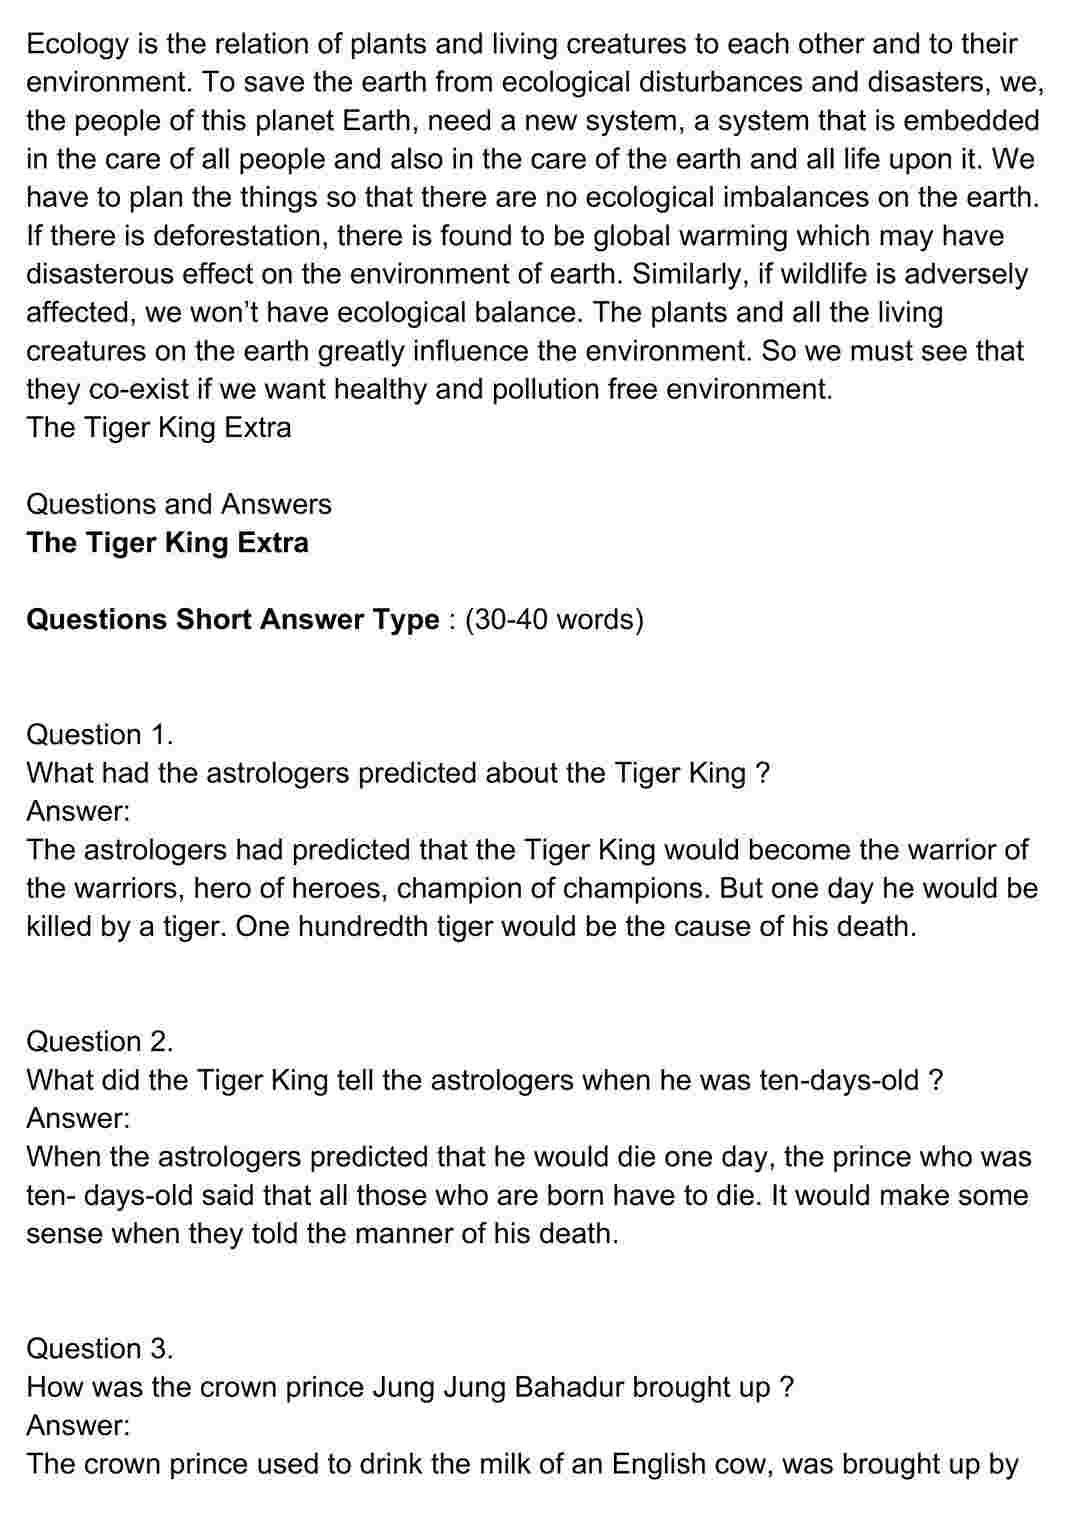 Ecology is the relation of plants and living creatures to each other and to their
environment. To save the earth from ecological disturbances and disasters, we,
the people of this planet Earth, need a new system, a system that is embedded
in the care of all people and also in the care of the earth and all life upon it. We
have to plan the things so that there are no ecological imbalances on the earth.
If there is deforestation, there is found to be global warming which may have
disasterous effect on the environment of earth. Similarly, if wildlife is adversely
affected, we won't have ecological balance. The plants and all the living
creatures on the earth greatly influence the environment. So we must see that
they co-exist if we want healthy and pollution free environment.
The Tiger King Extra
Questions and Answers
The Tiger King Extra
Questions Short Answer Type : (30-40 words)
Question 1.
What had the astrologers predicted about the Tiger King ?
Answer:
The astrologers had predicted that the Tiger King would become the warrior of
the warriors, hero of heroes, champion of champions. But one day he would be
killed by a tiger. One hundredth tiger would be the cause of his death.
Question 2.
What did the Tiger King tell the astrologers when he was ten-days-old ?
Answer:
When the astrologers predicted that he would die one day, the prince who was
ten- days-old said that all those who are born have to die. It would make some
sense when they told the manner of his death.
Question 3.
How was the crown prince Jung Jung Bahadur brought up ?
Answer:
The crown prince used to drink the milk of an English cow, was brought up by